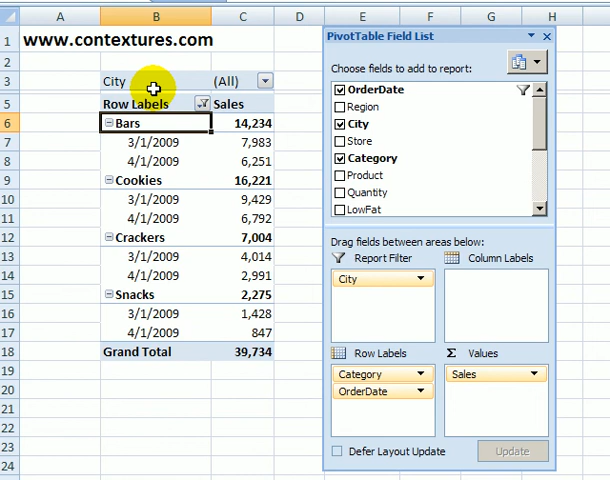 A B C D E F G H
1 www.contextures.com
2
3 City (All)
5 Row Labels Sales
6 Bars 14,234
7 3/1/2009 7,983
8 4/1/2009 6,251
9 Cookies 16,221
10 3/1/2009 9,429
11 4/1/2009 6,792
12 Crackers 7,004
13 3/1/2009 4,014
14 4/1/2009 2,991
15 Snacks 2,275
16 3/1/2009 1,428
17 4/1/2009 847
18 Grand Total 39,734
19
20
21
22
23
24
PivotTable Field List
Choose fields to add to report:
OrderDate
Region
City
Store
Category
Product
Quantity
LowFat
Drag fields between areas below:
Report Filter Column Labels
City
Row Labels Σ Values
Category Sales
OrderDate
Defer Layout Update Update